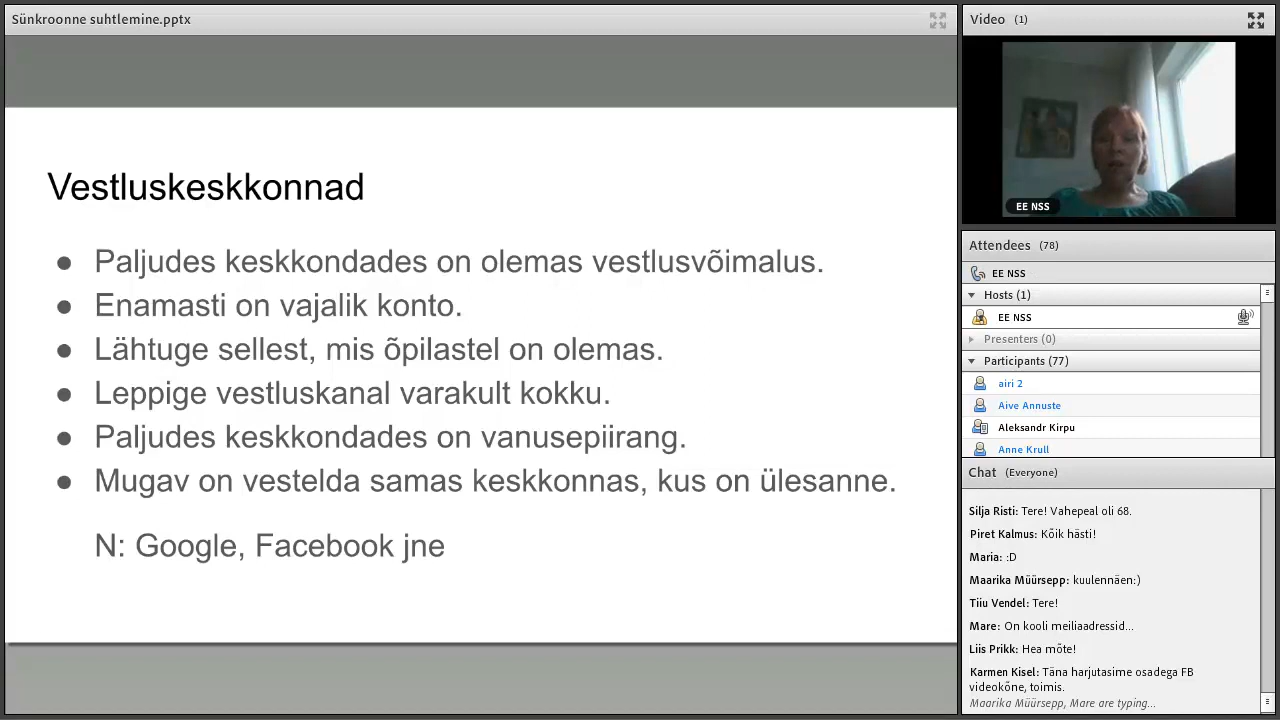 Sünkroonne suhtlemine.pptx
Vestluskeskkonnad
● Paljudes keskkondades on olemas vestlusvõimalus.
● Enamasti on vajalik konto.
● Lähtuge sellest, mis õpilastel on olemas.
● Leppige vestluskanal varakult kokku.
● Paljudes keskkondades on vanusepiirang.
● Mugav on vestelda samas keskkonnas, kus on ülesanne.
N: Google, Facebook jne
Video (1)
EE NSS
Attendees (78)
EE NSS
Hosts (1)
EE NSS
Presenters (0)
Participants (77)
airi 2
Aive Annuste
Aleksandr Kirpu
Anne Krull
Chat (Everyone)
Silja Risti: Tere! Vahepeal oli 68.
Piret Kalmus: Kõik hästi!
Maria: :D
Maarika Müürsepp: kuulennäen:)
Tiiu Vendel: Tere!
Mare: On kooli meiliaadressid...
Liis Prikk: Hea mõte!
Karmen Kisel: Täna harjutasime osadega FB
videokõne, toimis.
Maarika Müürsepp, Mare are typing...